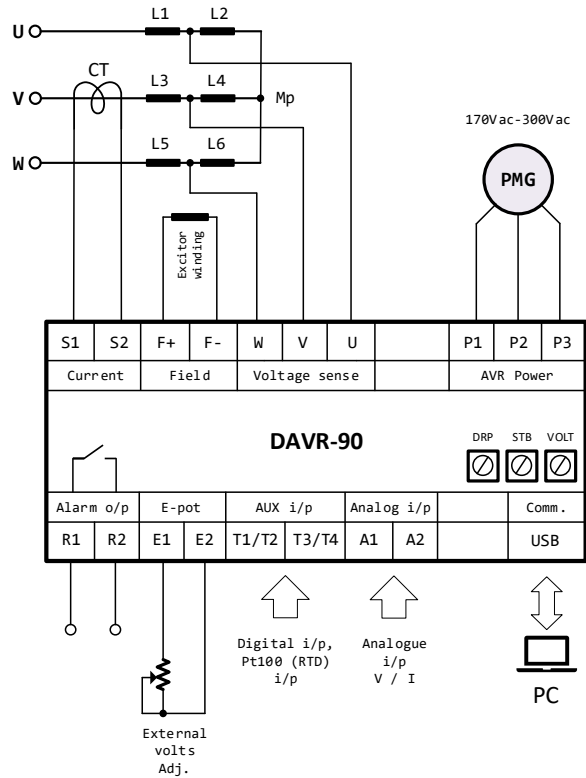 L1 L2
U
CT
L3 L4
V
Mp
170Vac-300Vac
L5 L6
W
PMG
Excitor
winding
S1 S2 F+ F- W V U P1 P2 P3
Current Field Voltage sense AVR Power
DAVR-90
DRP STB VOLT
Alarm o/p E-pot AUX i/p Analog i/p Comm.
R1 R2 E1 E2 T1/T2 T3/T4 A1 A2 USB
Digital i/p,
Pt100 (RTD)
i/p
Analogue
i/p
V / I
PC
External
volts
Adj.